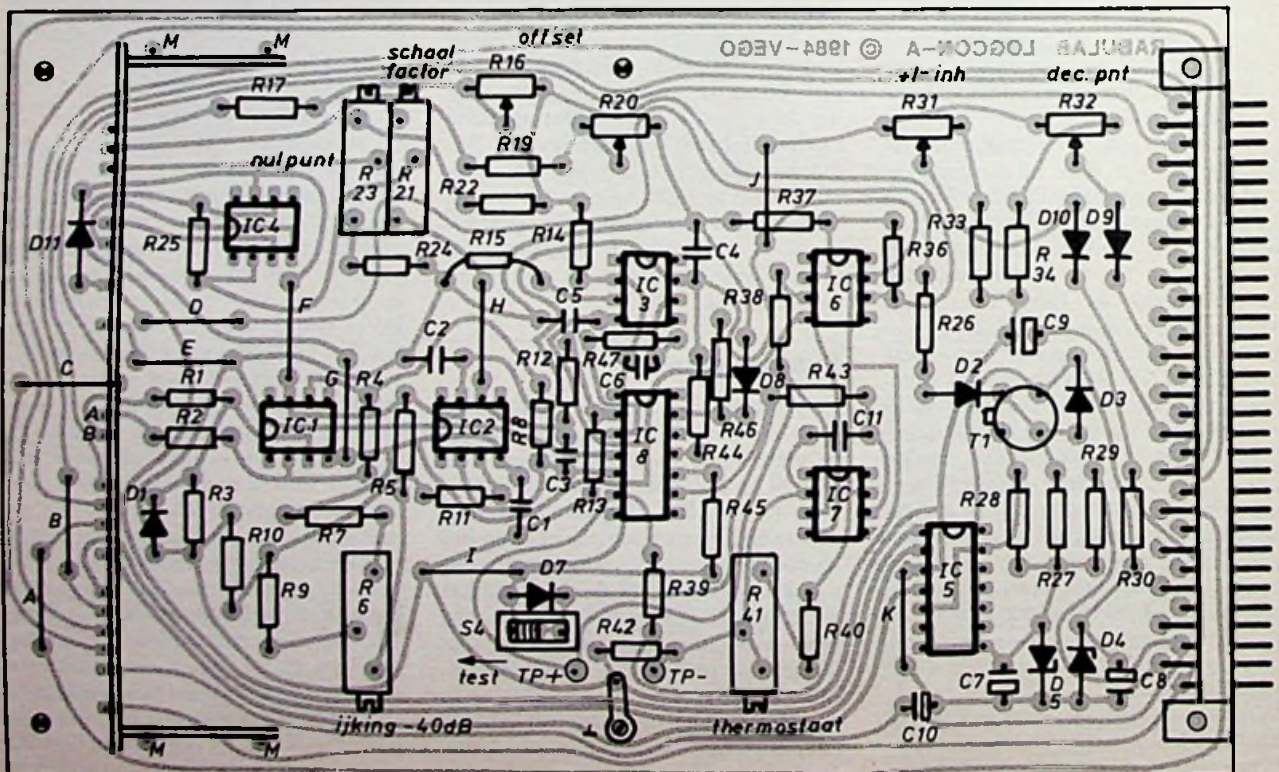 M M
offset
RABULAB LOGCON-A © 1984-VEGO
schaal
factor
+/- inh
dec. pnt
R17
R16
R20
R31
R32
R19
nulpunt
R
23
R
21
R22
J
R37
D11
R25
IC4
R24
R15
R14
C4
R36
R33
D10
D9
R
34
IC
3
IC
6
D
F
H
C5
R38
R26
C9
E
C2
R12
R47
C
R1
G
R4
C6
D8
R43
D2
D3
A
B
R2
IC1
IC2
R8
IC
8
R46
C11
T1
R44
R5
C3
R29
D1
R3
R11
R13
IC
7
R28
R10
R7
C1
R45
B
I
D7
IC
5
R27
R30
A
R9
R
6
R39
R
41
K
S4
R42
R40
D4
test TP+ TP-
C7
D
5
C8
ijking -40dB
⊥
thermostaat
C10
M M